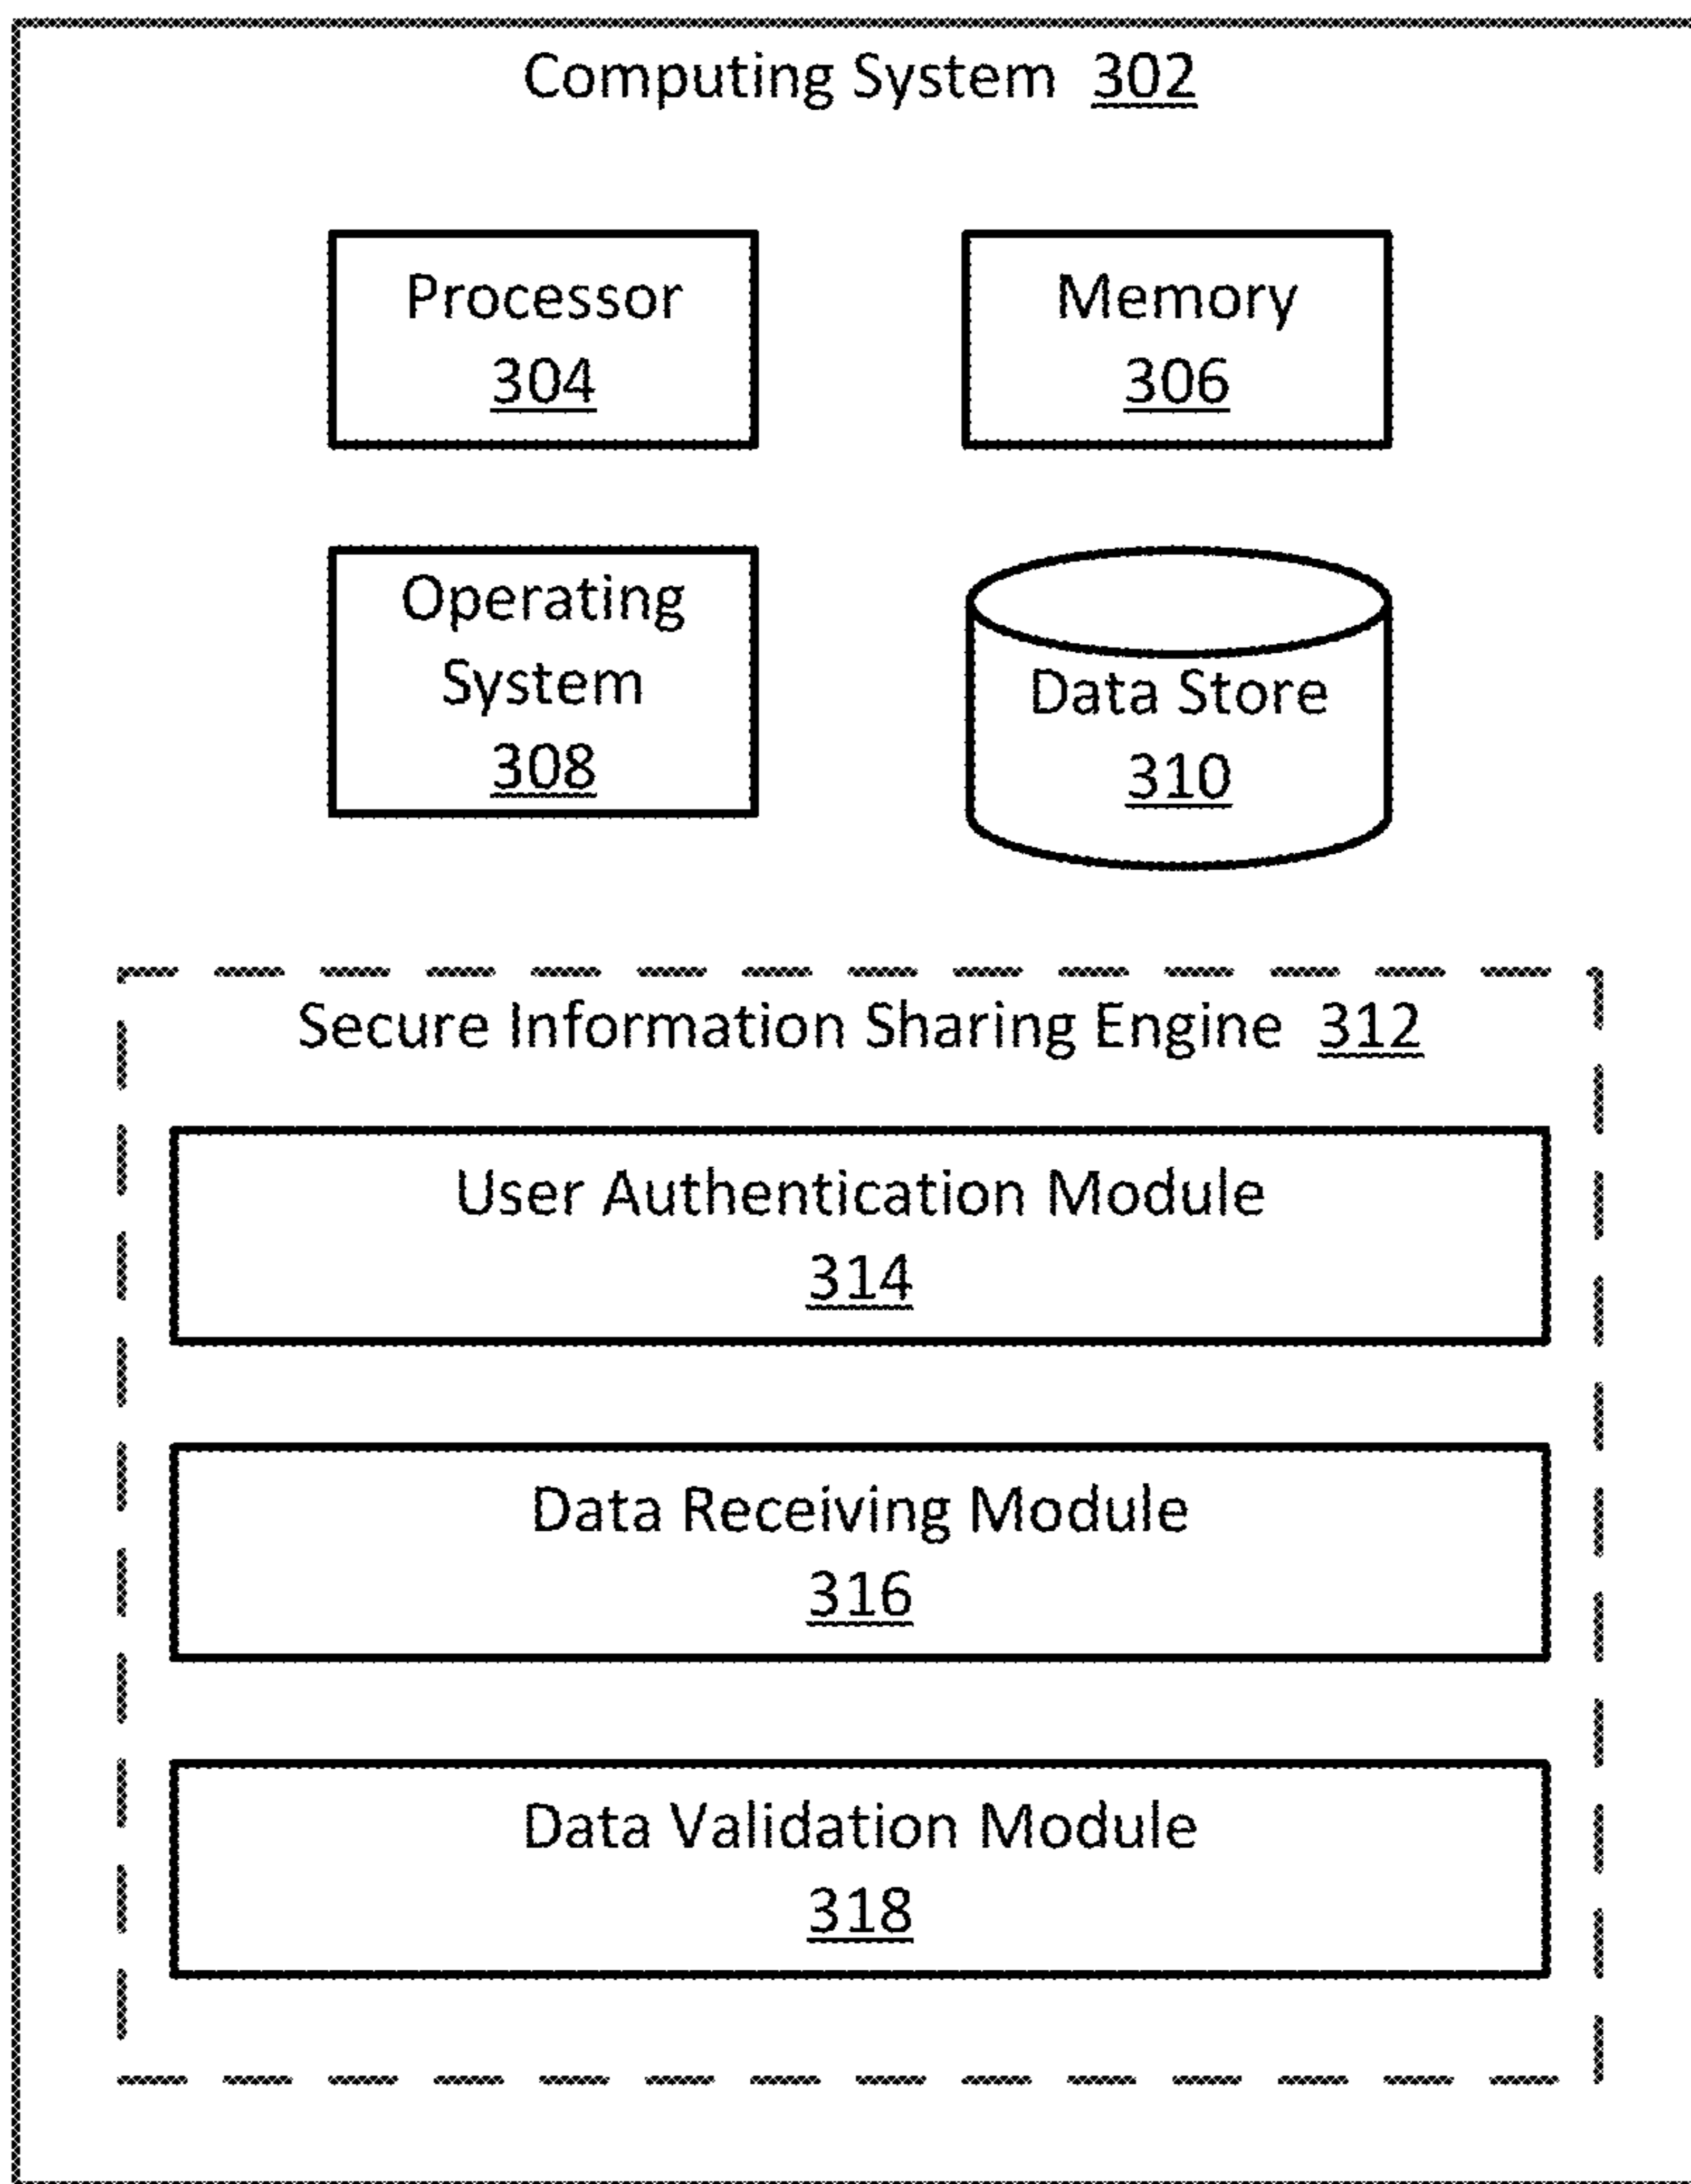 Computing System 302
Processor
304
Memory
306
Operating
System
308
Data Store
310
Secure Information Sharing Engine 312
User Authentication Module
314
Data Receiving Module
316
Data Validation Module
318